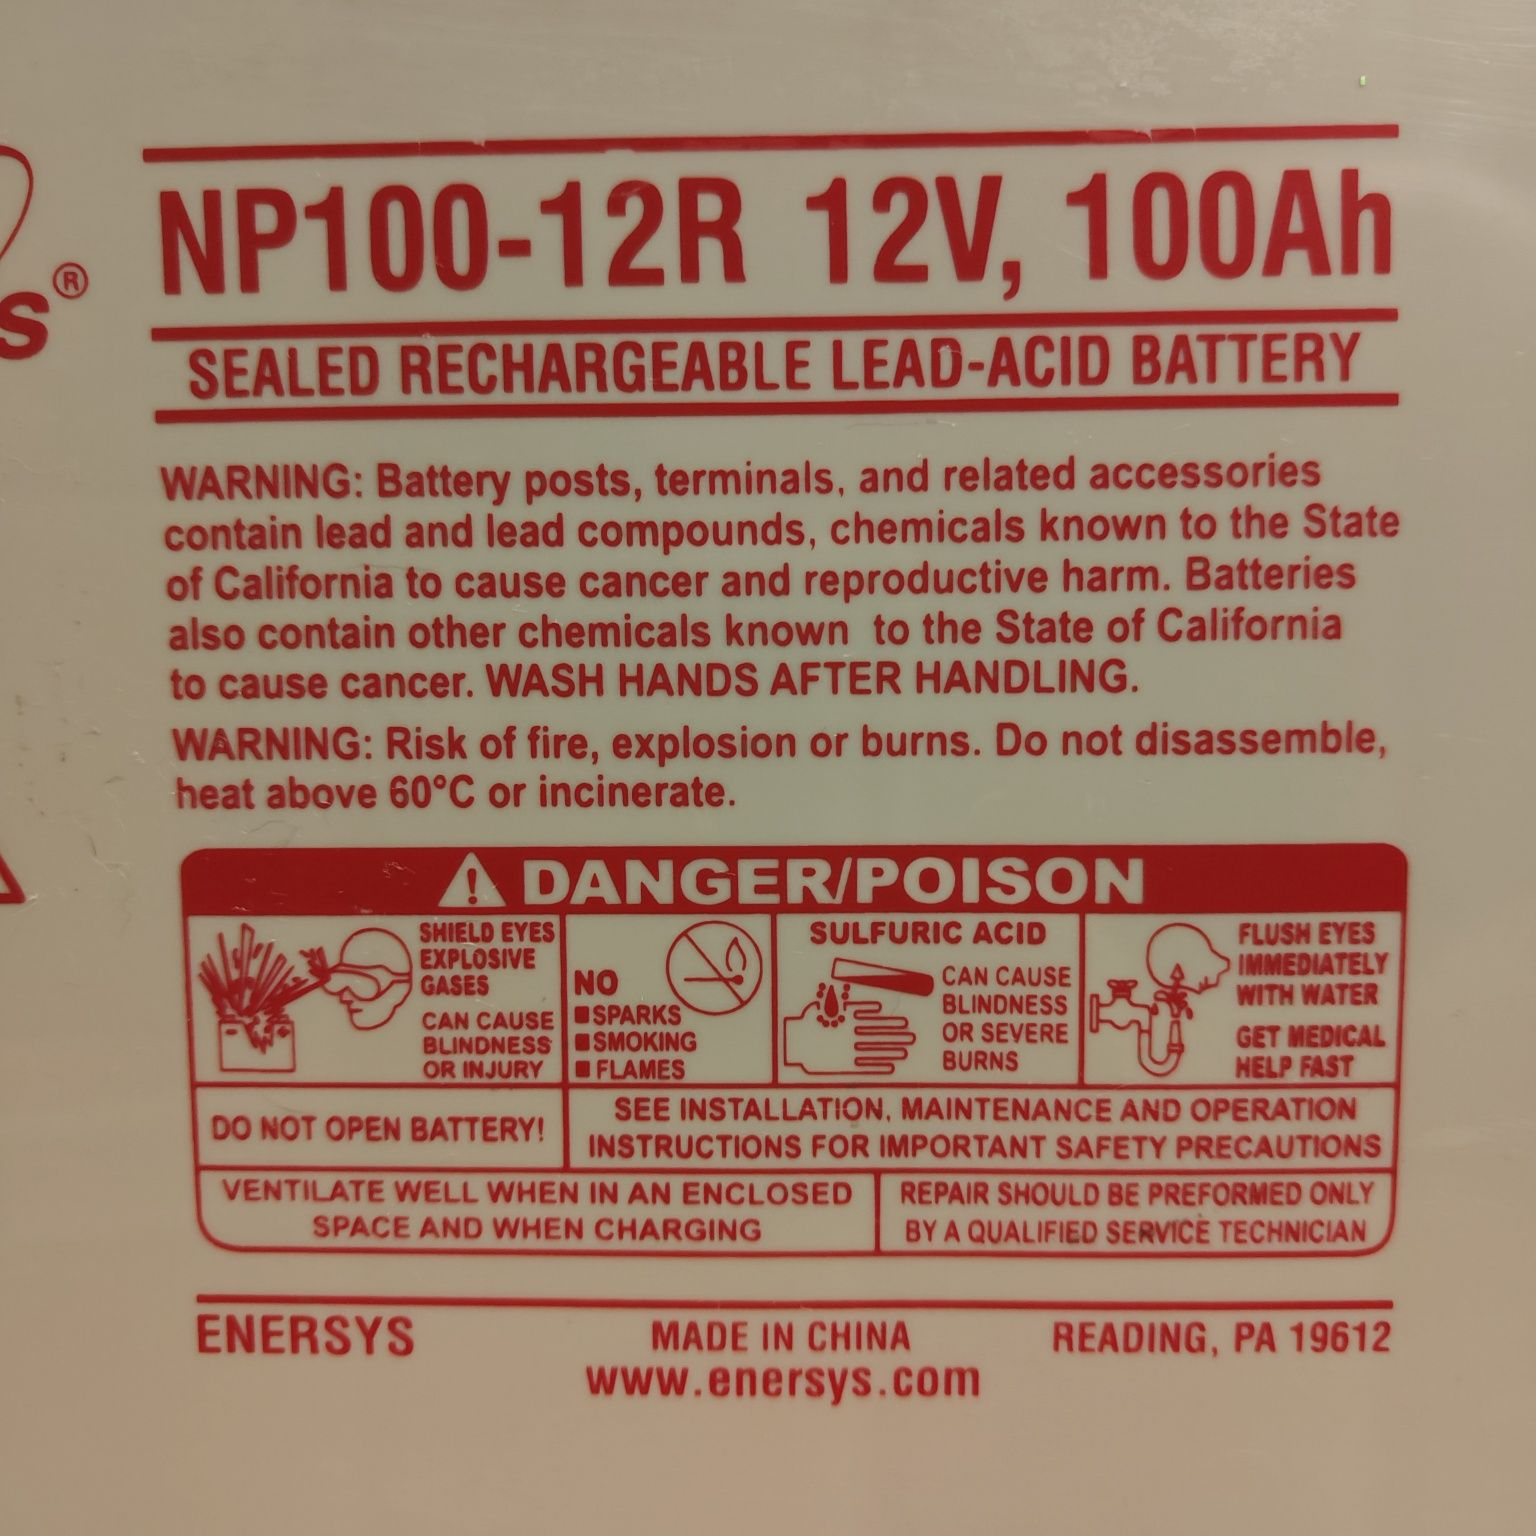 s®
NP100-12R 12V, 100Ah
SEALED RECHARGEABLE LEAD-ACID BATTERY
WARNING: Battery posts, terminals, and related accessories
contain lead and lead compounds, chemicals known to the State
of California to cause cancer and reproductive harm. Batteries
also contain other chemicals known to the State of California
to cause cancer. WASH HANDS AFTER HANDLING.
WARNING: Risk of fire, explosion or burns. Do not disassemble,
heat above 60°C or incinerate.
DANGER/POISON
SHIELD EYES
EXPLOSIVE
GASES
CAN CAUSE
BLINDNESS
OR INJURY
NO
SPARKS
SMOKING
FLAMES
SULFURIC ACID
CAN CAUSE
BLINDNESS
OR SEVERE
BURNS
FLUSH EYES
IMMEDIATELY
WITH WATER
GET MEDICAL
HELP FAST
DO NOT OPEN BATTERY!
SEE INSTALLATION, MAINTENANCE AND OPERATION
INSTRUCTIONS FOR IMPORTANT SAFETY PRECAUTIONS
VENTILATE WELL WHEN IN AN ENCLOSED
SPACE AND WHEN CHARGING
REPAIR SHOULD BE PREFORMED ONLY
BY A QUALIFIED SERVICE TECHNICIAN
ENERSYS
MADE IN CHINA
READING, PA 19612
www.enersys.com